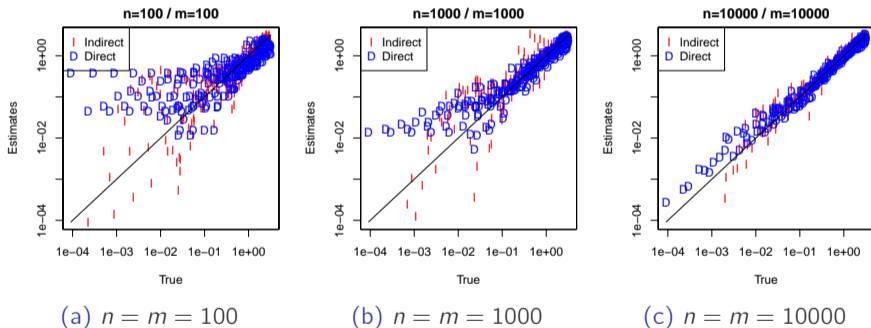 n=100 / m=100
Estimates
1e+00
1e-02
1e-04
I Indirect
D Direct
1e-04 1e-03 1e-02 1e-01 1e+00
True
(a) n = m = 100
n=1000 / m=1000
Estimates
1e+00
1e-02
1e-04
I Indirect
D Direct
1e-04 1e-03 1e-02 1e-01 1e+00
True
(b) n = m = 1000
n=10000 / m=10000
Estimates
1e+00
1e-02
1e-04
I Indirect
D Direct
1e-04 1e-03 1e-02 1e-01 1e+00
True
(c) n = m = 10000